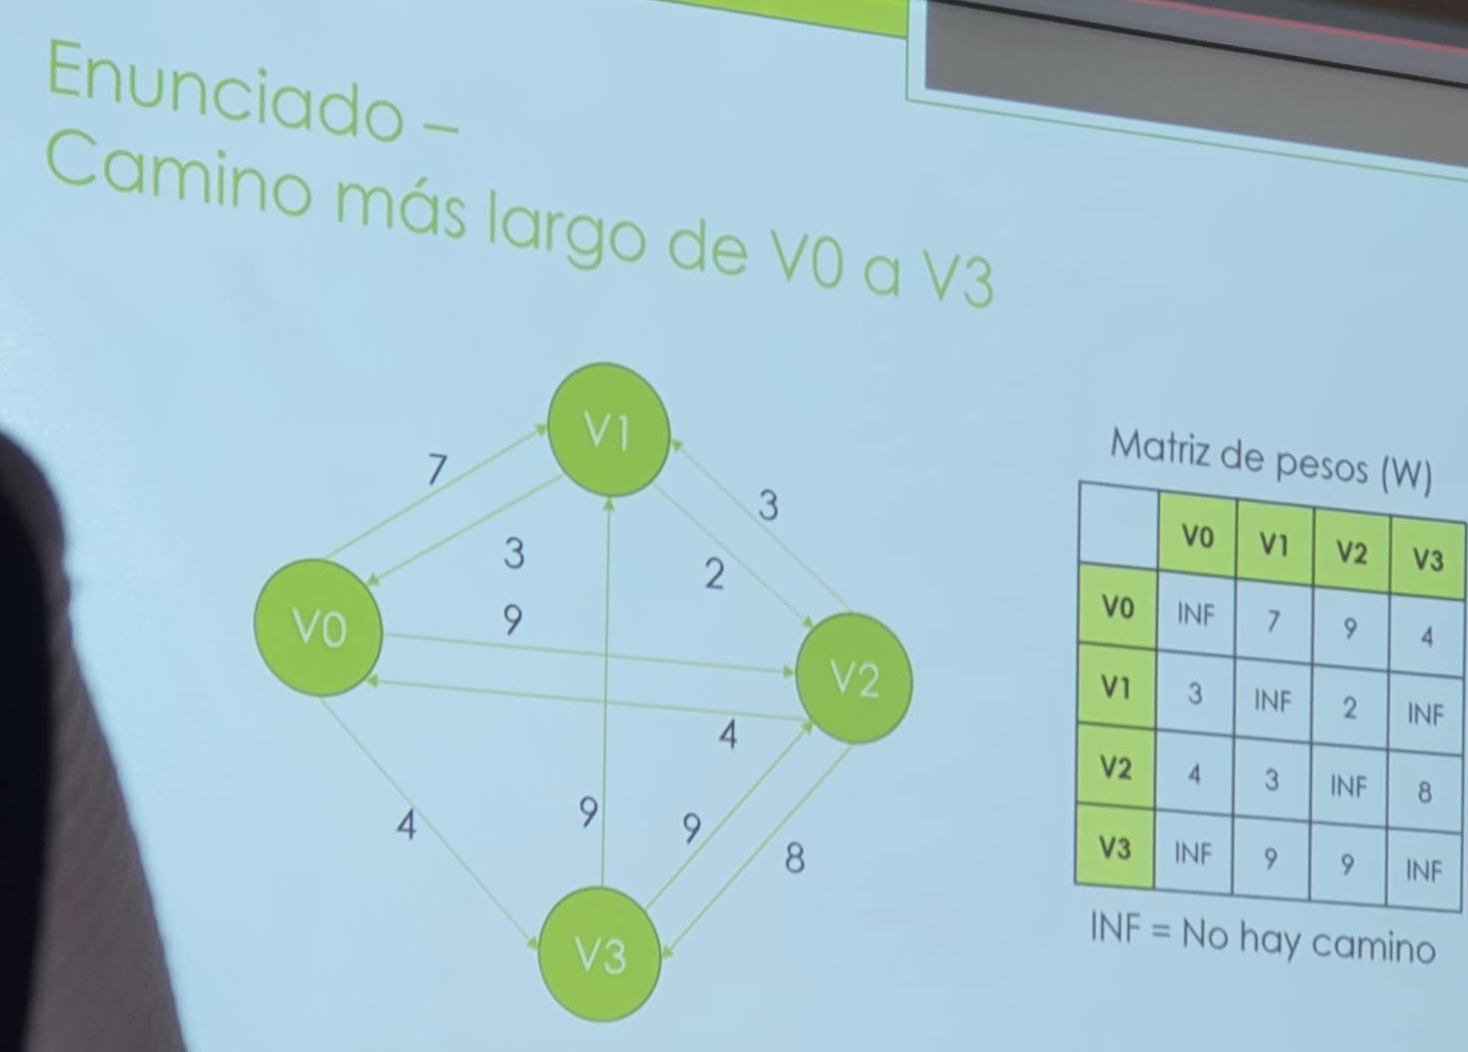 Enunciado –
Camino más largo de V0 a V3
V1
7
3
3
2
9
V0
V2
4
4
9
9
8
V3
Matriz de pesos (W)
V0 V1 V2 V3
V0 INF 7 9 4
V1 3 INF 2 INF
V2 4 3 INF 8
V3 INF 9 9 INF
INF = No hay camino